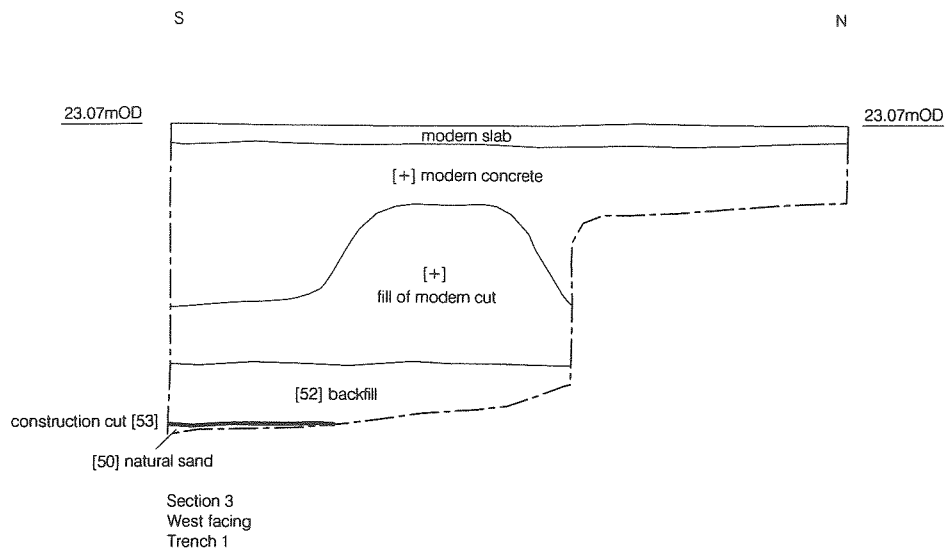 S
N
23.07mOD
23.07mOD
modern slab
[+] modern concrete
[+]
fill of modern cut
[52] backfill
construction cut [53]
[50] natural sand
Section 3
West facing
Trench 1